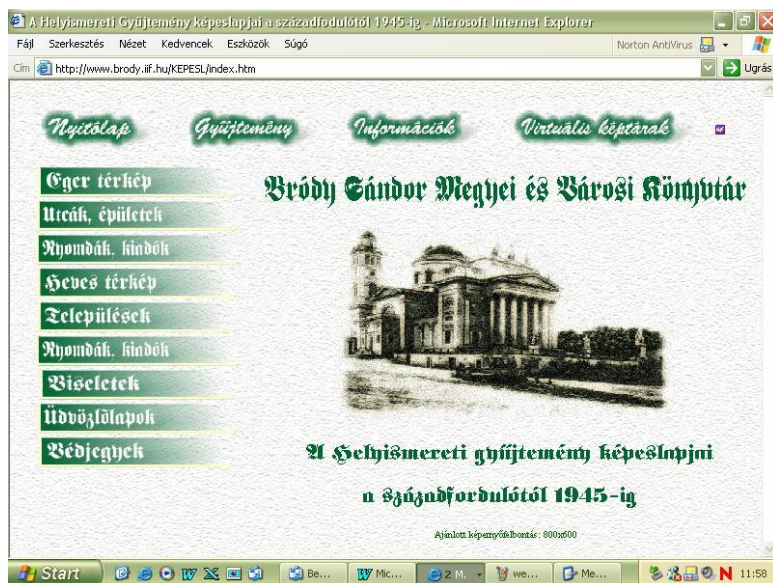 A Helyismereti Gyűjtemény képeslapjai a századfodulótól 1945-ig - Microsoft Internet Explorer
Fájl Szerkesztés Nézet Kedvencek Eszközök Súgó Norton AntiVirus
Cím http://www.brody.iif.hu/KEPESL/index.htm Ugrás
Nyitólap Gyűjtemény Információk Virtuális képtárak
Eger térkép
Bródy Sándor Megyei és Városi Könyvtár
Utcák, épületek
Nyomdák, kiadók
Heves térkép
Települések
Nyomdák, kiadók
Viseletek
Üdvözlőlapok
Védjegyek
A Helyismereti gyűjtemény képeslapjai
a századfordulótól 1945-ig
Ajánlott képernyőfelbontás: 800x600
Start Be... Mic... 2 M. we... Me... 11:58